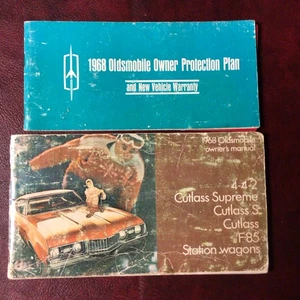 1968 Oldsmobile Owner Protection Plan
and New Vehicle Warranty
1968 Oldsmobile
owner's manual
4-4-2
Cutlass Supreme
Cutlass S
Cutlass
F85
Station wagons